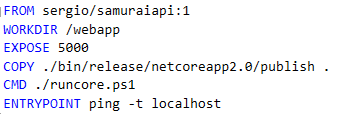 FROM sergio/samuraiapi:1
WORKDIR /webapp
EXPOSE 5000
COPY ./bin/release/netcoreapp2.0/publish .
CMD ./runcore.ps1
ENTRYPOINT ping -t localhost